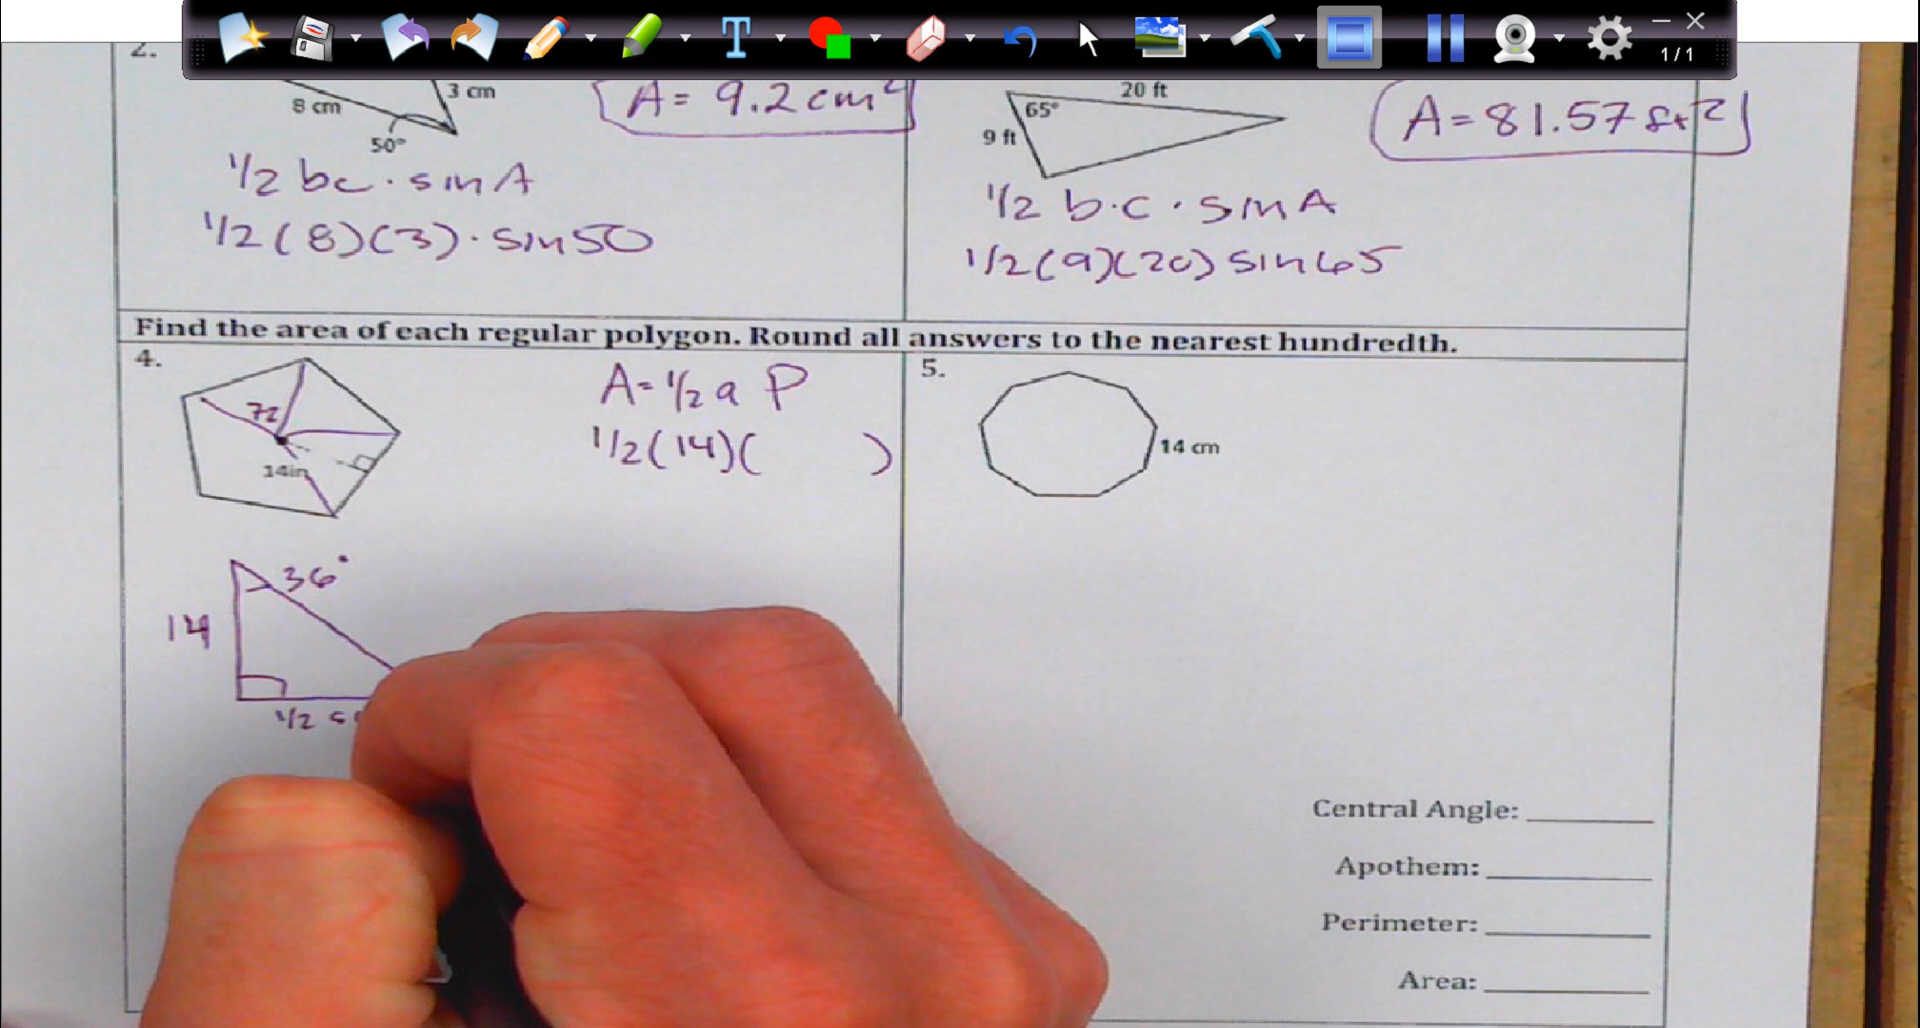 1/1
2.
8 cm
3 cm
50°
A= 9.2 cm²
1/2 bc · sin A
1/2 (8)(3) · sin 50
20 ft
65°
9 ft
A=81.57 ft²
1/2 b·c · sin A
1/2 (9)(20) sin 65
Find the area of each regular polygon. Round all answers to the nearest hundredth.
4.
72
14in
A= 1/2 a P
1/2 (14)( )
36°
14
1/2
5.
14 cm
Central Angle:
Apothem:
Perimeter:
Area: